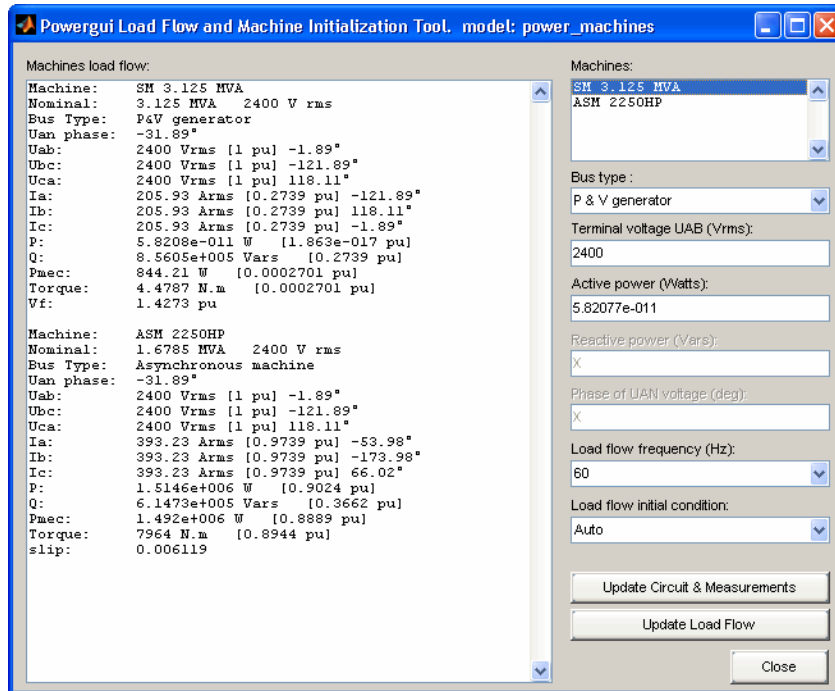 Powergui Load Flow and Machine Initialization Tool. model: power_machines
Machines load flow:
Machine: SM 3.125 MVA
Nominal: 3.125 MVA 2400 V rms
Bus Type: P&V generator
Uan phase: -31.89°
Uab: 2400 Vrms [1 pu] -1.89°
Ubc: 2400 Vrms [1 pu] -121.89°
Uca: 2400 Vrms [1 pu] 118.11°
Ia: 205.93 Arms [0.2739 pu] -121.89°
Ib: 205.93 Arms [0.2739 pu] 118.11°
Ic: 205.93 Arms [0.2739 pu] -1.89°
P: 5.8208e-011 W [1.863e-017 pu]
Q: 8.5605e+005 Vars [0.2739 pu]
Pmec: 844.21 W [0.0002701 pu]
Torque: 4.4787 N.m [0.0002701 pu]
Vf: 1.4273 pu
Machine: ASM 2250HP
Nominal: 1.6785 MVA 2400 V rms
Bus Type: Asynchronous machine
Uan phase: -31.89°
Uab: 2400 Vrms [1 pu] -1.89°
Ubc: 2400 Vrms [1 pu] -121.89°
Uca: 2400 Vrms [1 pu] 118.11°
Ia: 393.23 Arms [0.9739 pu] -53.98°
Ib: 393.23 Arms [0.9739 pu] -173.98°
Ic: 393.23 Arms [0.9739 pu] 66.02°
P: 1.5146e+006 W [0.9024 pu]
Q: 6.1473e+005 Vars [0.3662 pu]
Pmec: 1.492e+006 W [0.8889 pu]
Torque: 7964 N.m [0.8944 pu]
slip: 0.006119
Machines:
SM 3.125 MVA
ASM 2250HP
Bus type :
P & V generator
Terminal voltage UAB (Vrms):
2400
Active power (Watts):
5.82077e-011
Reactive power (Vars):
X
Phase of UAN voltage (deg):
X
Load flow frequency (Hz):
60
Load flow initial condition:
Auto
Update Circuit & Measurements
Update Load Flow
Close